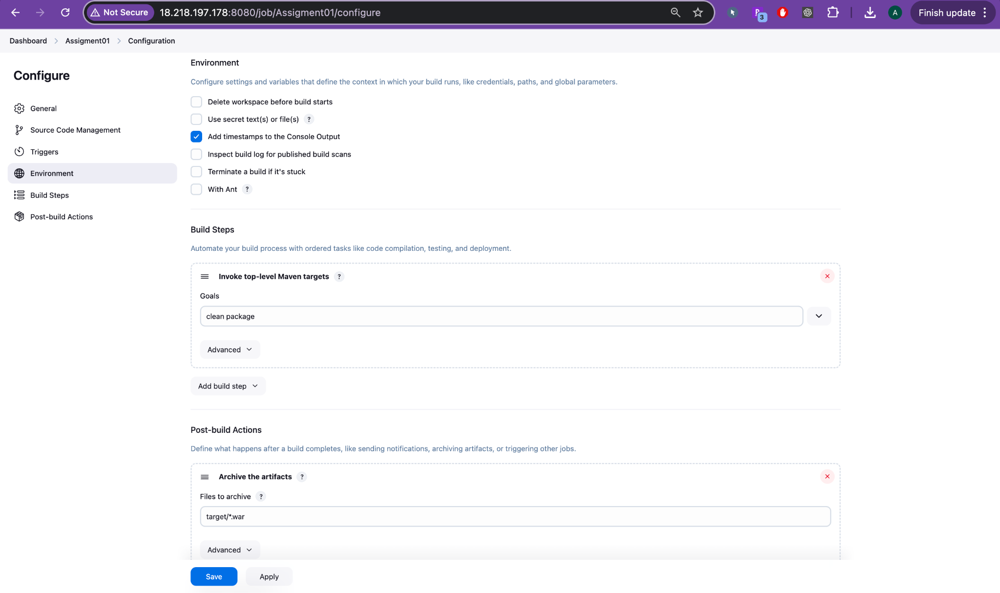 Not Secure 18.218.197.178:8080/job/Assigment01/configure 3 A Finish update
Dashboard Assigment01 Configuration
Configure
General
Source Code Management
Triggers
Environment
Build Steps
Post-build Actions
Environment
Configure settings and variables that define the context in which your build runs, like credentials, paths, and global parameters.
Delete workspace before build starts
Use secret text(s) or file(s) ?
Add timestamps to the Console Output
Inspect build log for published build scans
Terminate a build if it's stuck
With Ant ?
Build Steps
Automate your build process with ordered tasks like code compilation, testing, and deployment.
Invoke top-level Maven targets ?
Goals
clean package
Advanced
Add build step
Post-build Actions
Define what happens after a build completes, like sending notifications, archiving artifacts, or triggering other jobs.
Archive the artifacts ?
Files to archive ?
target/*.war
Advanced
Save Apply